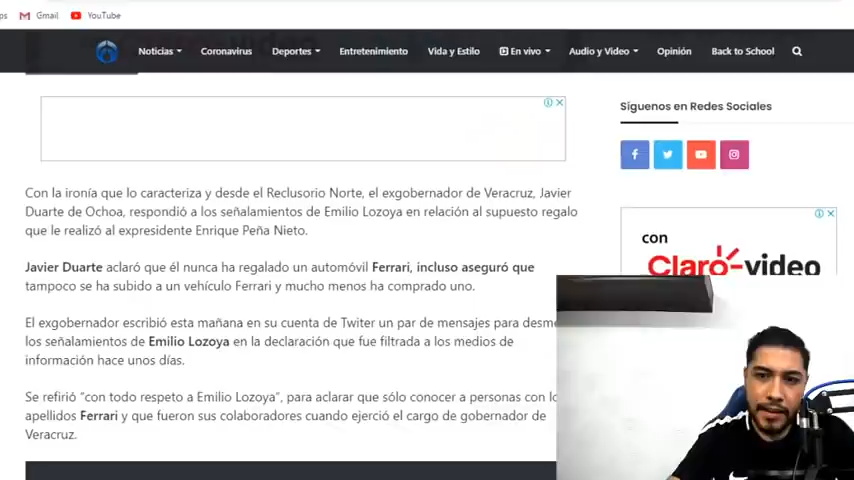 Gmail
YouTube
Noticias
Coronavirus
Deportes
Entretenimiento
Vida y Estilo
En vivo
Audio y Video
Opinión
Back to School
Síguenos en Redes Sociales
Con la ironía que lo caracteriza y desde el Reclusorio Norte, el exgobernador de Veracruz, Javier
Duarte de Ochoa, respondió a los señalamientos de Emilio Lozoya en relación al supuesto regalo
que le realizó al expresidente Enrique Peña Nieto.
con
Claro-video
Javier Duarte aclaró que él nunca ha regalado un automóvil Ferrari, incluso aseguró que
tampoco se ha subido a un vehículo Ferrari y mucho menos ha comprado uno.
El exgobernador escribió esta mañana en su cuenta de Twiter un par de mensajes para desme
los señalamientos de Emilio Lozoya en la declaración que fue filtrada a los medios de
información hace unos días.
Se refirió “con todo respeto a Emilio Lozoya”, para aclarar que sólo conocer a personas con lo
apellidos Ferrari y que fueron sus colaboradores cuando ejerció el cargo de gobernador de
Veracruz.